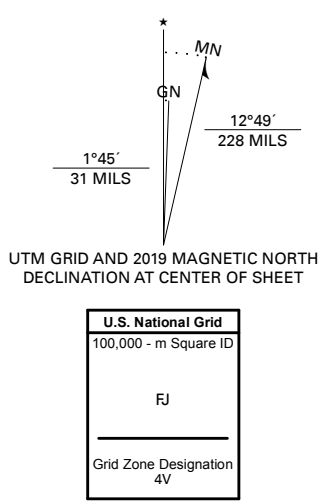 ★
MN
GN
1°45´
31 MILS
12°49´
228 MILS
UTM GRID AND 2019 MAGNETIC NORTH
DECLINATION AT CENTER OF SHEET
U.S. National Grid
100,000 - m Square ID
FJ
Grid Zone Designation
4V